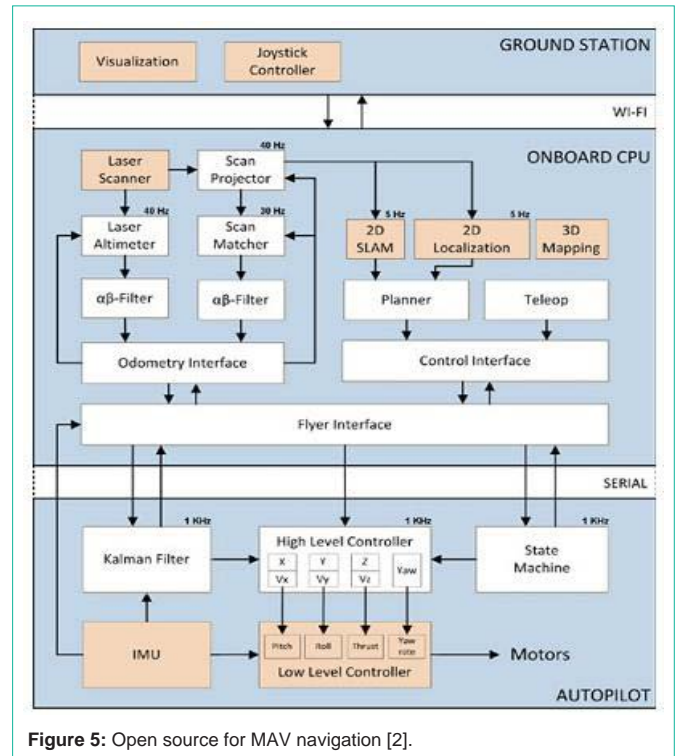 GROUND STATION
Visualization
Joystick
Controller
WI-FI
ONBOARD CPU
Laser
Scanner
40 Hz
Scan
Projector
40 Hz
Laser
Altimeter
30 Hz
Scan
Matcher
5 Hz
2D
SLAM
5 Hz
2D
Localization
3D
Mapping
αβ-Filter
αβ-Filter
Planner
Teleop
Odometry Interface
Control Interface
Flyer Interface
SERIAL
1 KHz
Kalman Filter
1 KHz
High Level Controller
X
Vx
Y
Vy
Z
Vz
Yaw
1 KHz
State
Machine
IMU
Pitch
Roll
Thrust
Yaw
rate
Low Level Controller
Motors
AUTOPILOT
Figure 5: Open source for MAV navigation [2].